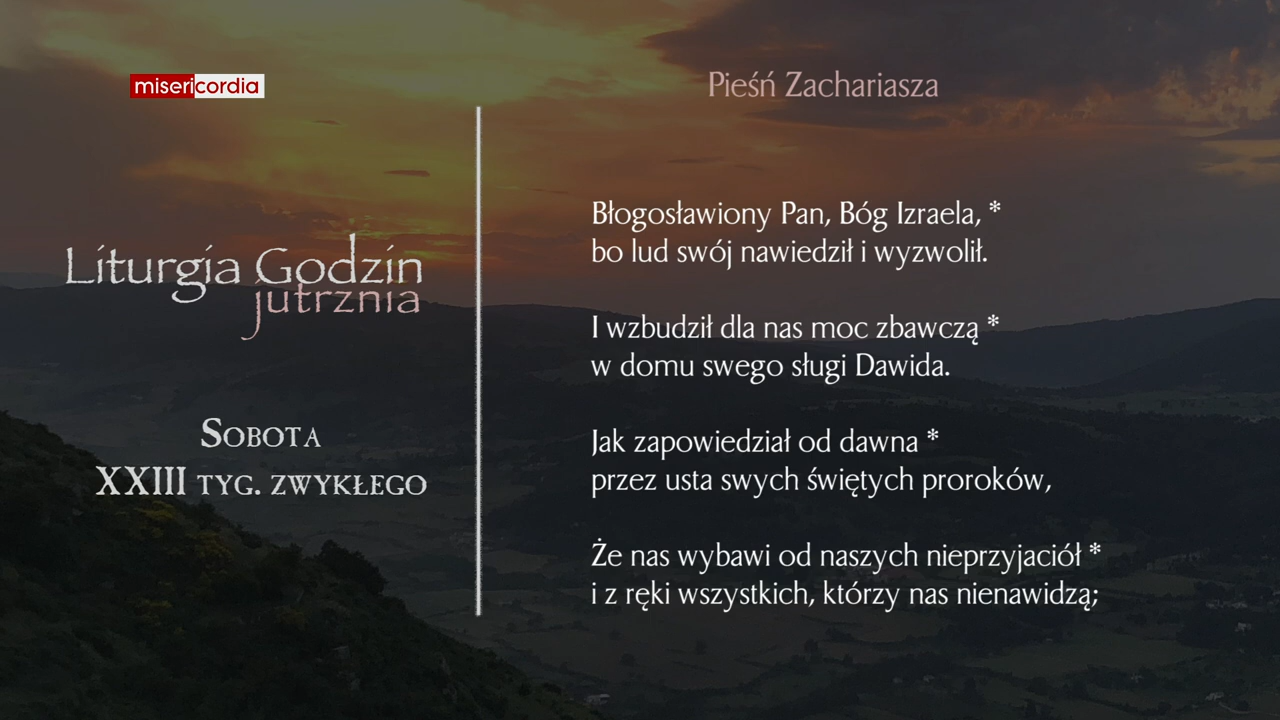 misericordia
Liturgia Godzin
jutrznia
Sobota
XXIII tyg. zwykłego
Pieśń Zachariasza
Błogosławiony Pan, Bóg Izraela, *
bo lud swój nawiedził i wyzwolił.
I wzbudził dla nas moc zbawczą *
w domu swego sługi Dawida.
Jak zapowiedział od dawna *
przez usta swych świętych proroków,
Że nas wybawi od naszych nieprzyjaciół *
i z ręki wszystkich, którzy nas nienawidzą;